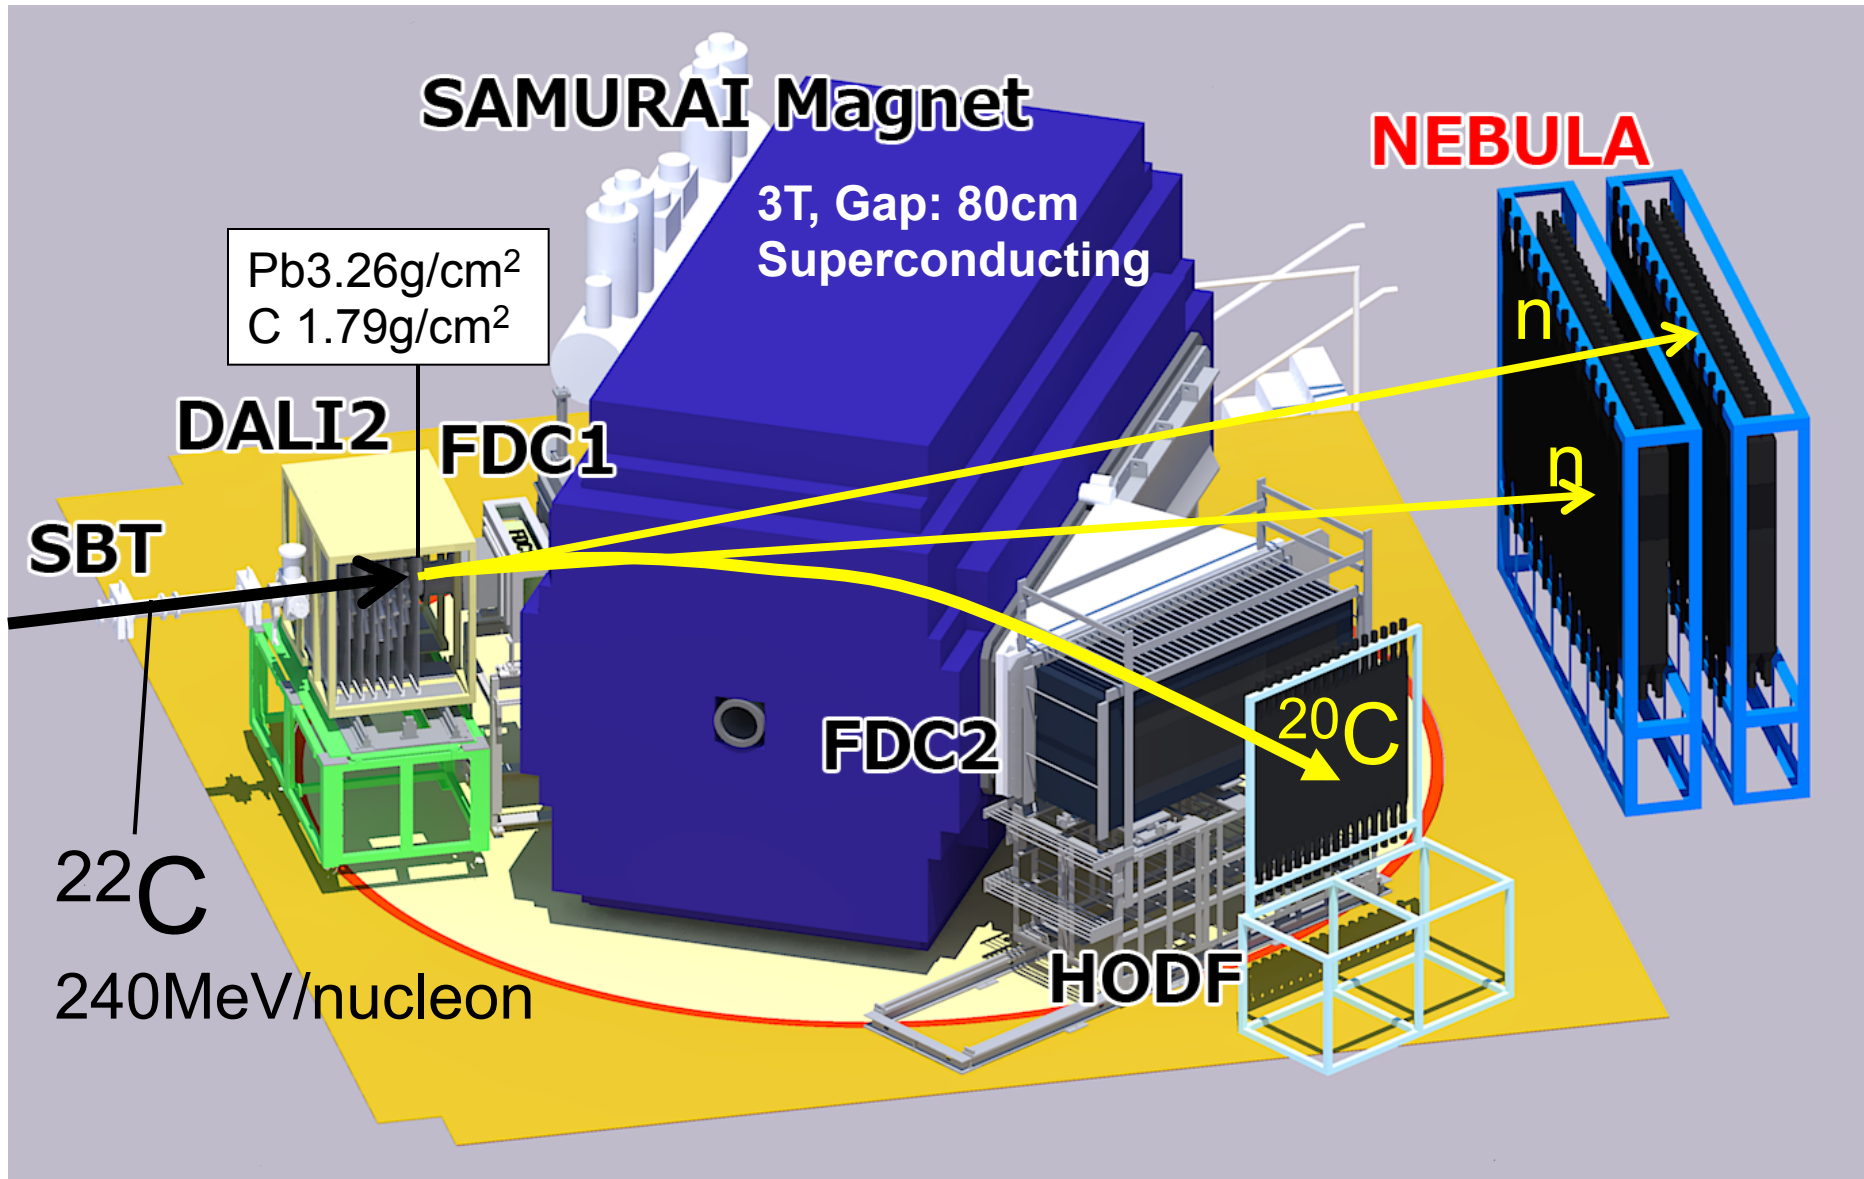 SAMURAI Magnet
3T, Gap: 80cm
Superconducting
NEBULA
Pb3.26g/cm²
C 1.79g/cm²
DALI2
FDC1
SBT
n
n
²⁰C
FDC2
²²C
240MeV/nucleon
HODF